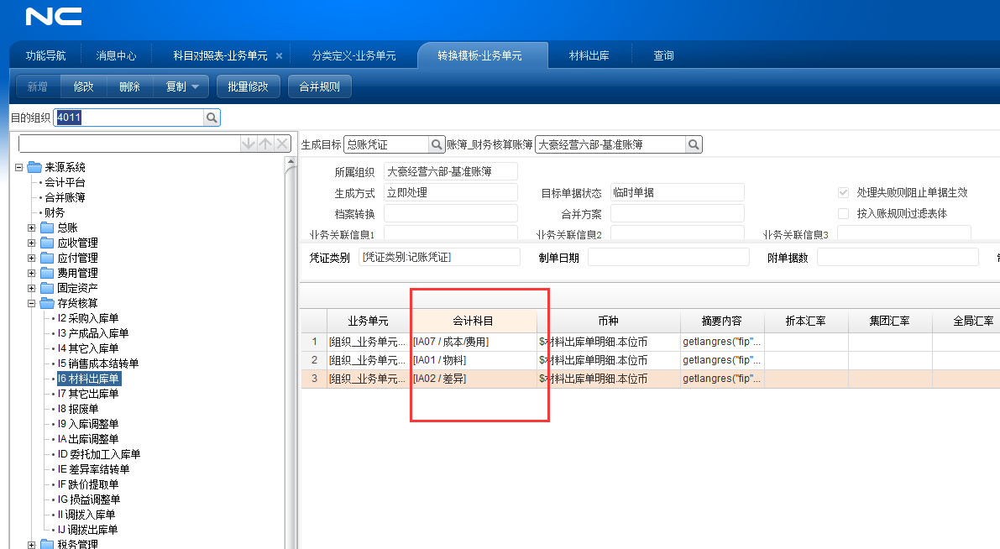 NC
功能导航 消息中心 科目对照表-业务单元 × 分类定义-业务单元 转换模板-业务单元 材料出库 查询
新增 修改 删除 复制 批量修改 合并规则
目的组织 4011
生成目标 总账凭证 账簿_财务核算账簿 大豪经营六部-基准账簿
所属组织 大豪经营六部-基准账簿
生成方式 立即处理 目标单据状态 临时单据 处理失败则阻止单据生效
档案转换 合并方案 按入账规则过滤表体
业务关联信息1 业务关联信息2 业务关联信息3
凭证类别 [凭证类别:记账凭证] 制单日期 附单据数
来源系统
会计平台
合并账簿
财务
总账
应收管理
应付管理
费用管理
固定资产
存货核算
I2 采购入库单
I3 产成品入库单
I4 其它入库单
I5 销售成本结转单
I6 材料出库单
I7 其它出库单
I8 报废单
I9 入库调整单
IA 出库调整单
ID 委托加工入库单
IE 差异率结转单
IF 跌价提取单
IG 损益调整单
II 调拨入库单
IJ 调拨出库单
税务管理
业务单元 会计科目 币种 摘要内容 折本汇率 集团汇率 全局汇率
1 [组织_业务单元... [IA07 / 成本/费用] $材料出库单明细.本位币 getlangres("fip"...
2 [组织_业务单元... [IA01 / 物料] $材料出库单明细.本位币 getlangres("fip"...
3 [组织_业务单元... [IA02 / 差异] $材料出库单明细.本位币 getlangres("fip"...